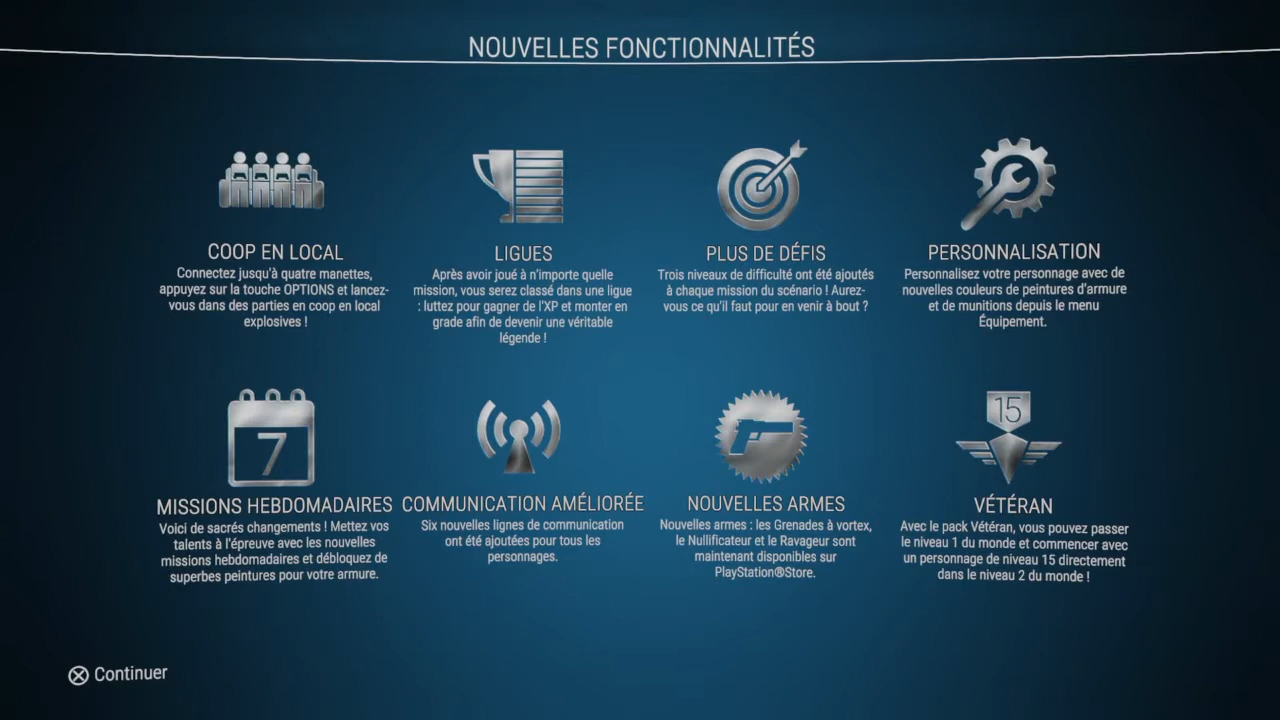 NOUVELLES FONCTIONNALITÉS
COOP EN LOCAL
Connectez jusqu'à quatre manettes,
appuyez sur la touche OPTIONS et lancez-
vous dans des parties en coop en local
explosives !
LIGUES
Après avoir joué à n'importe quelle
mission, vous serez classé dans une ligue
: luttez pour gagner de l'XP et monter en
grade afin de devenir une véritable
légende !
PLUS DE DÉFIS
Trois niveaux de difficulté ont été ajoutés
à chaque mission du scénario ! Aurez-
vous ce qu'il faut pour en venir à bout ?
PERSONNALISATION
Personnalisez votre personnage avec de
nouvelles couleurs de peintures d'armure
et de munitions depuis le menu
Équipement.
7
MISSIONS HEBDOMADAIRES
Voici de sacrés changements ! Mettez vos
talents à l'épreuve avec les nouvelles
missions hebdomadaires et débloquez de
superbes peintures pour votre armure.
COMMUNICATION AMÉLIORÉE
Six nouvelles lignes de communication
ont été ajoutées pour tous les
personnages.
NOUVELLES ARMES
Nouvelles armes : les Grenades à vortex,
le Nullificateur et le Ravageur sont
maintenant disponibles sur
PlayStation®Store.
15
VÉTÉRAN
Avec le pack Vétéran, vous pouvez passer
le niveau 1 du monde et commencer avec
un personnage de niveau 15 directement
dans le niveau 2 du monde !
Continuer